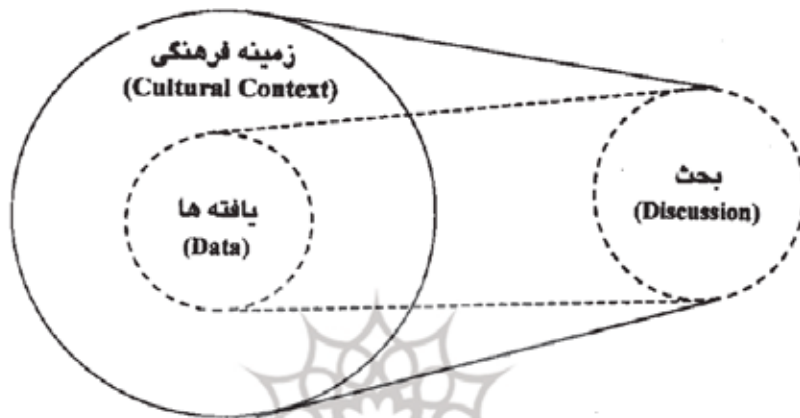 زمینه فرهنگی
(Cultural Context)
یافته ها
(Data)
بحث
(Discussion)